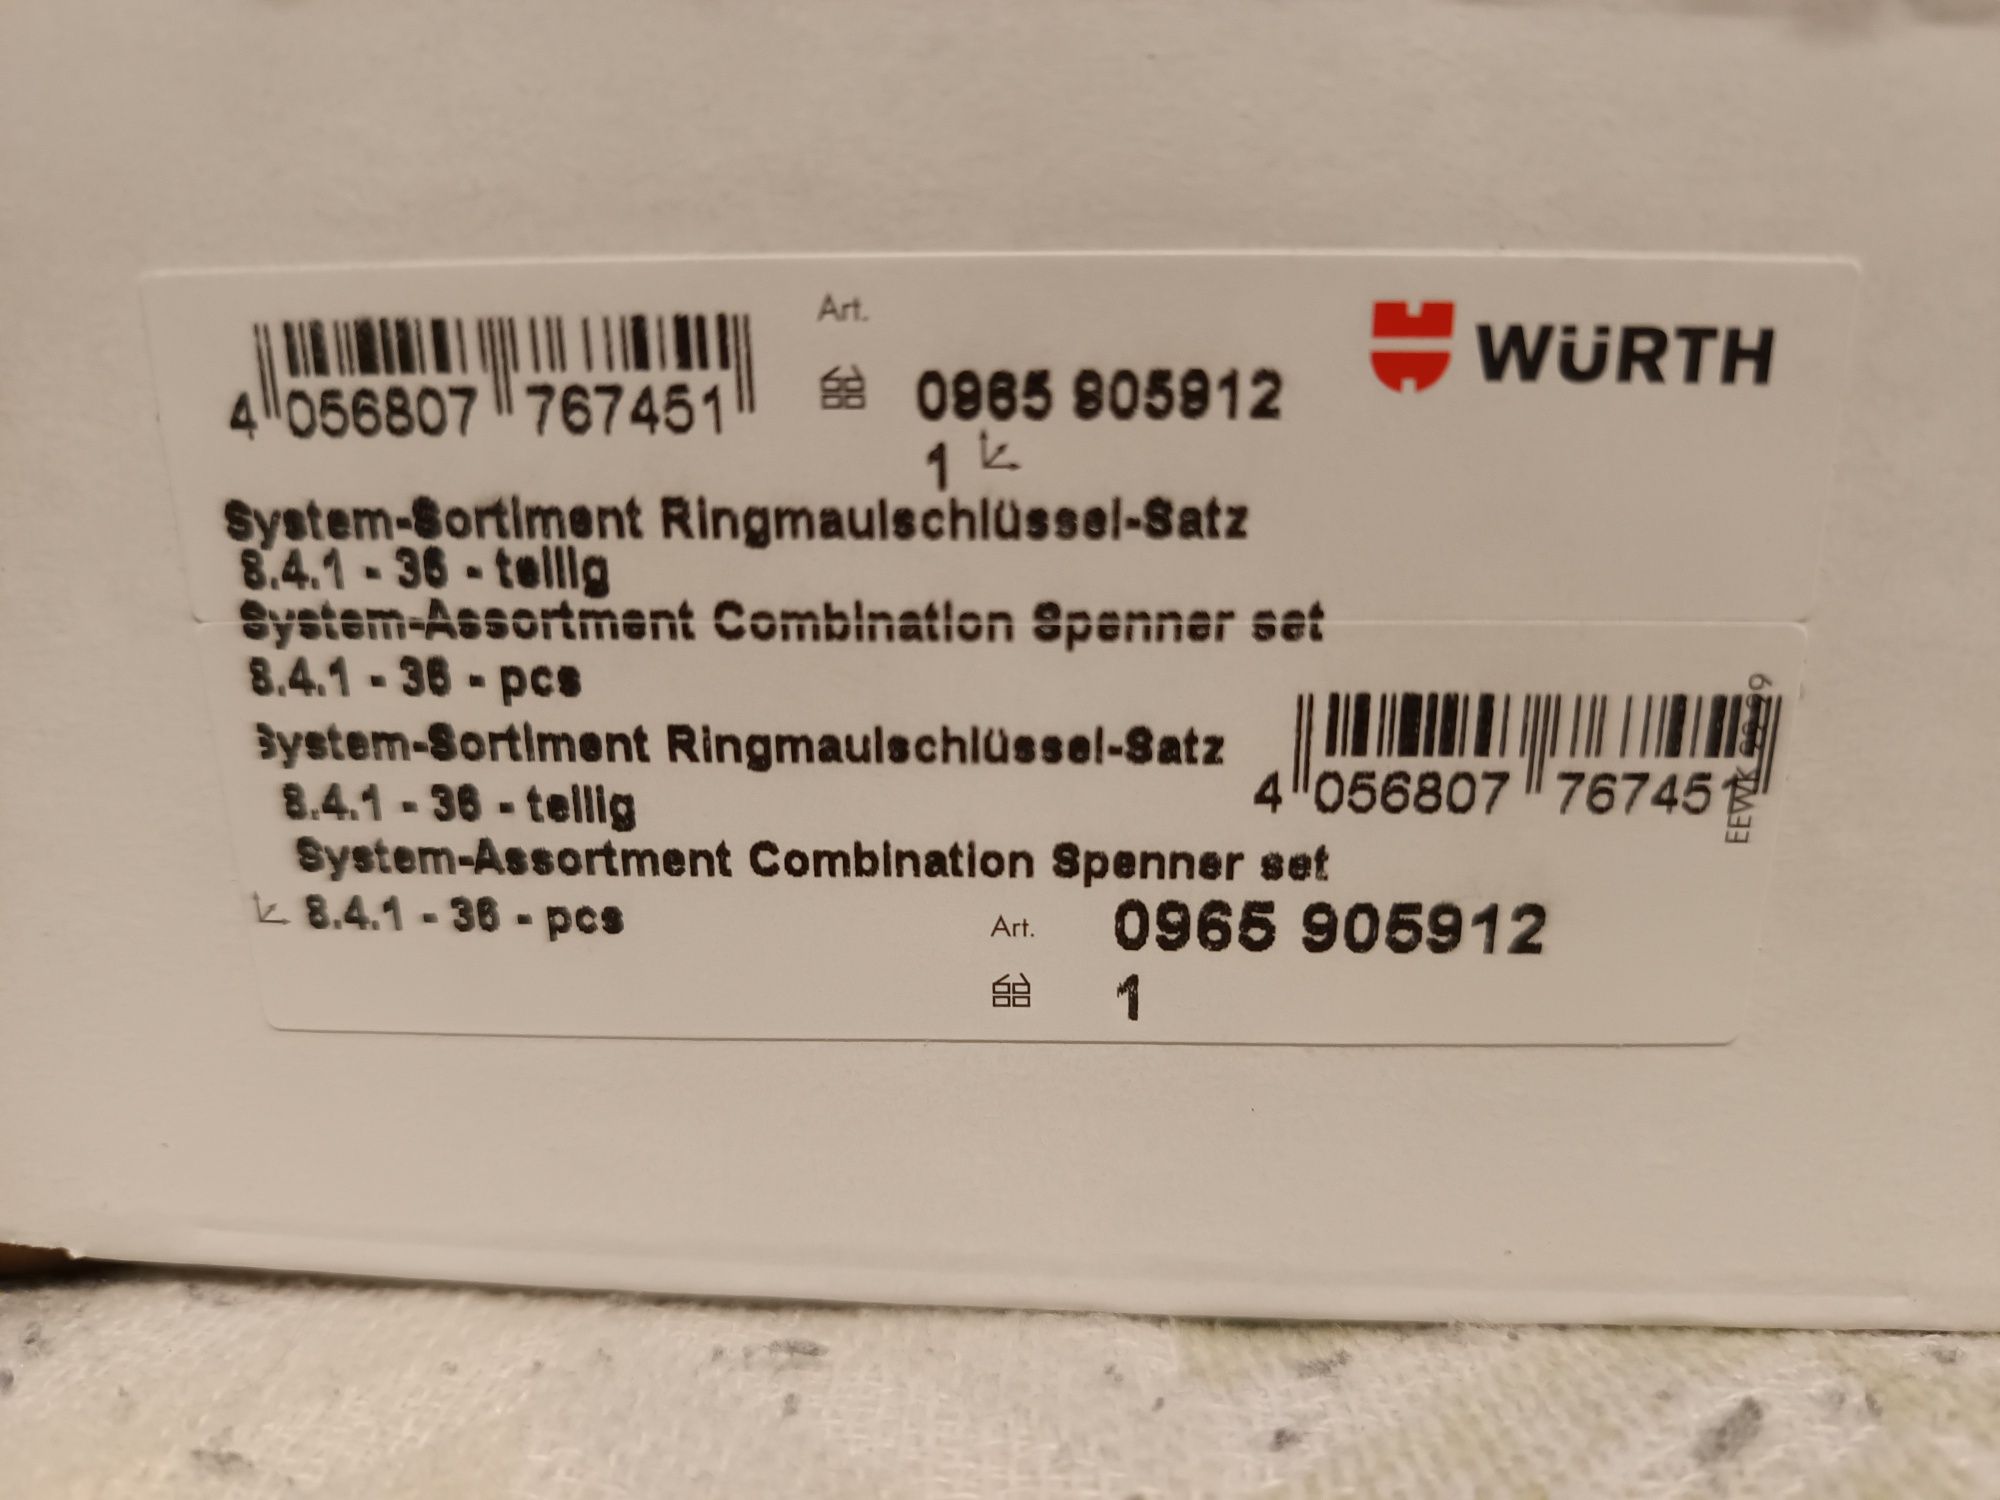 Art.
WÜRTH
4 056807 767451
0965 905912
1
System-Sortiment Ringmaulschlüssel-Satz
8.4.1 - 36 - teilig
System-Assortment Combination Spenner set
8.4.1 - 36 - pcs
System-Sortiment Ringmaulschlüssel-Satz
8.4.1 - 36 - teilig
4 056807 767451
System-Assortment Combination Spenner set
8.4.1 - 36 - pcs
Art. 0965 905912
1